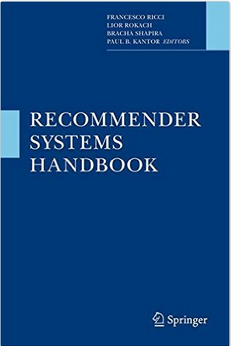 FRANCESCO RICCI
LIOR ROKACH
BRACHA SHAPIRA
PAUL B. KANTOR EDITORS
RECOMMENDER
SYSTEMS
HANDBOOK
Springer